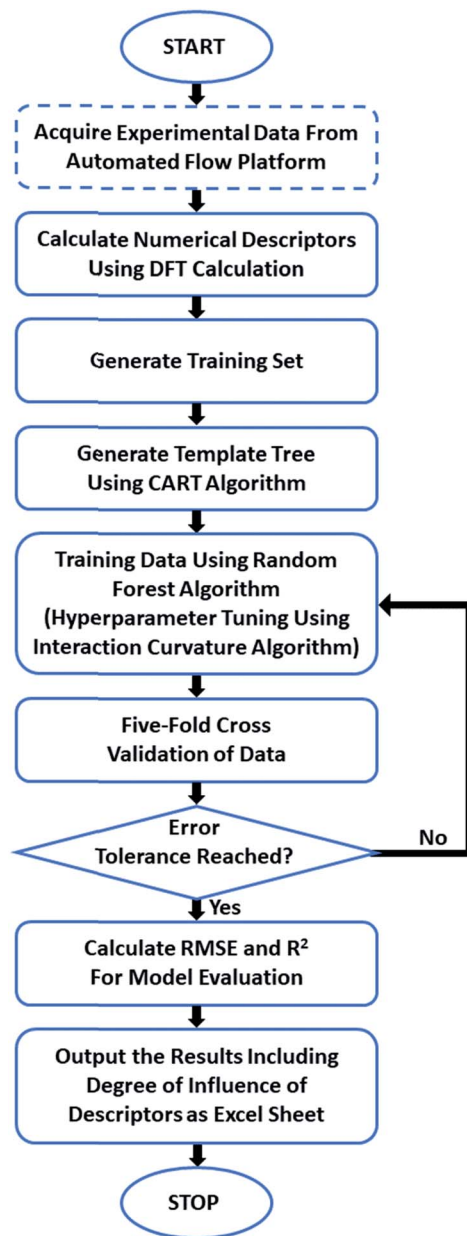 START
Acquire Experimental Data From
Automated Flow Platform
Calculate Numerical Descriptors
Using DFT Calculation
Generate Training Set
Generate Template Tree
Using CART Algorithm
Training Data Using Random
Forest Algorithm
(Hyperparameter Tuning Using
Interaction Curvature Algorithm)
Five-Fold Cross
Validation of Data
Error
Tolerance Reached?
No
Yes
Calculate RMSE and R²
For Model Evaluation
Output the Results Including
Degree of Influence of
Descriptors as Excel Sheet
STOP